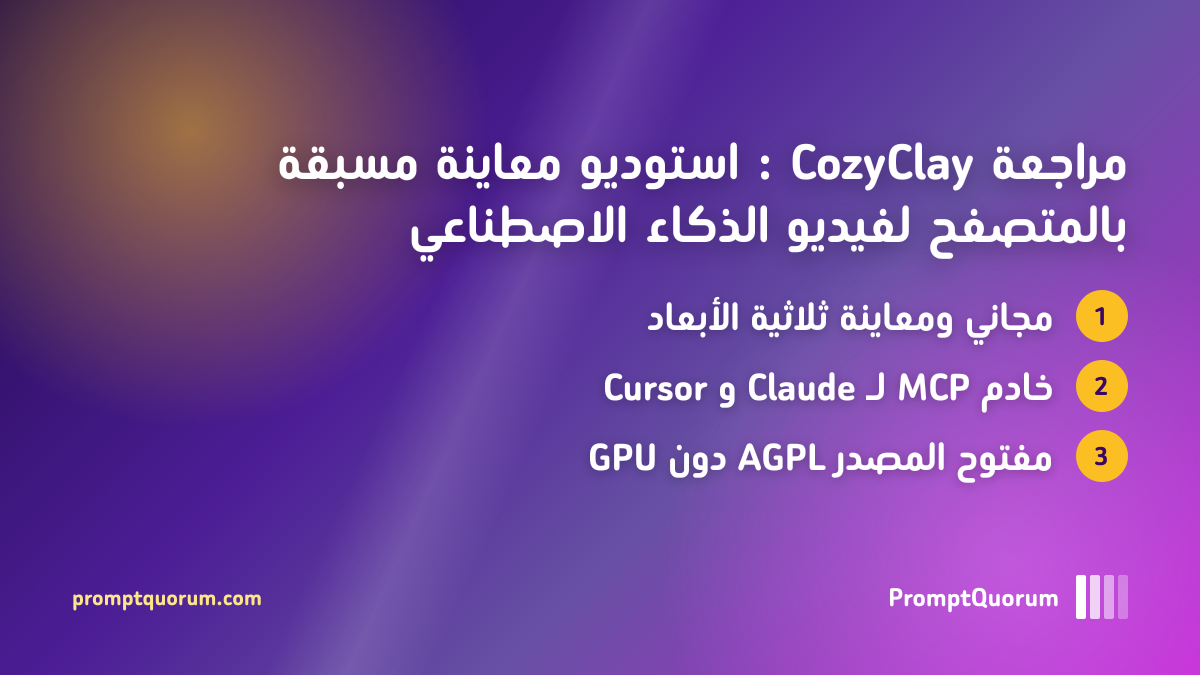 مراجعة CozyClay : استوديو معاينة مسبقة
بالمتصفح لفيديو الذكاء الاصطناعي
1 مجاني ومعاينة ثلاثية الأبعاد
2 خادم MCP لـ Claude و Cursor
3 مفتوح المصدر AGPL دون GPU
PromptQuorum
promptquorum.com